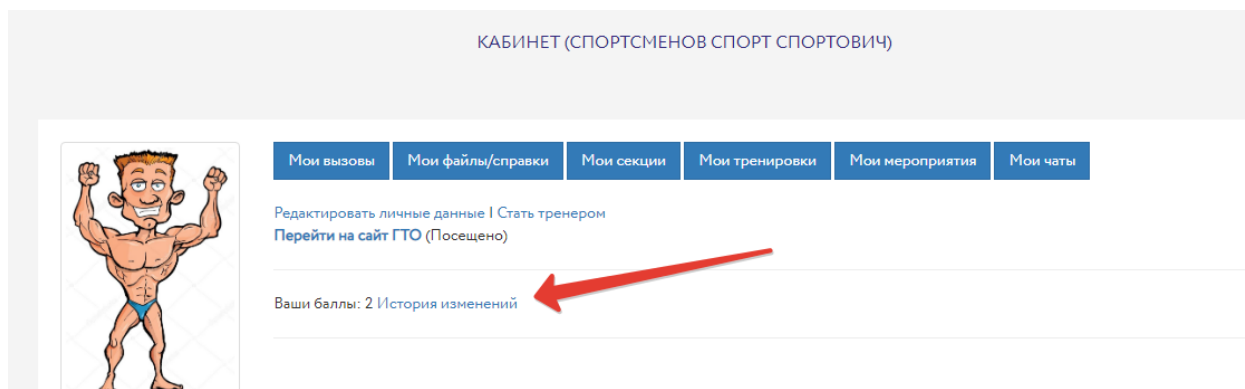 КАБИНЕТ (СПОРТСМЕНОВ СПОРТ СПОРТОВИЧ)
Мои вызовы Мои файлы/справки Мои секции Мои тренировки Мои мероприятия Мои чаты
Редактировать личные данные | Стать тренером
Перейти на сайт ГТО (Посещено)
Ваши баллы: 2 История изменений